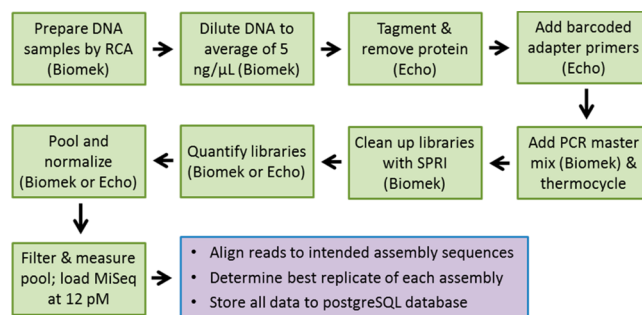 Prepare DNA
samples by RCA
(Biomek)
Dilute DNA to
average of 5
ng/µL (Biomek)
Tagment &
remove protein
(Echo)
Add barcoded
adapter primers
(Echo)
Pool and
normalize
(Biomek or Echo)
Quantify libraries
(Biomek or Echo)
Clean up libraries
with SPRI
(Biomek)
Add PCR master
mix (Biomek) &
thermocycle
Filter & measure
pool; load MiSeq
at 12 pM
• Align reads to intended assembly sequences
• Determine best replicate of each assembly
• Store all data to postgreSQL database